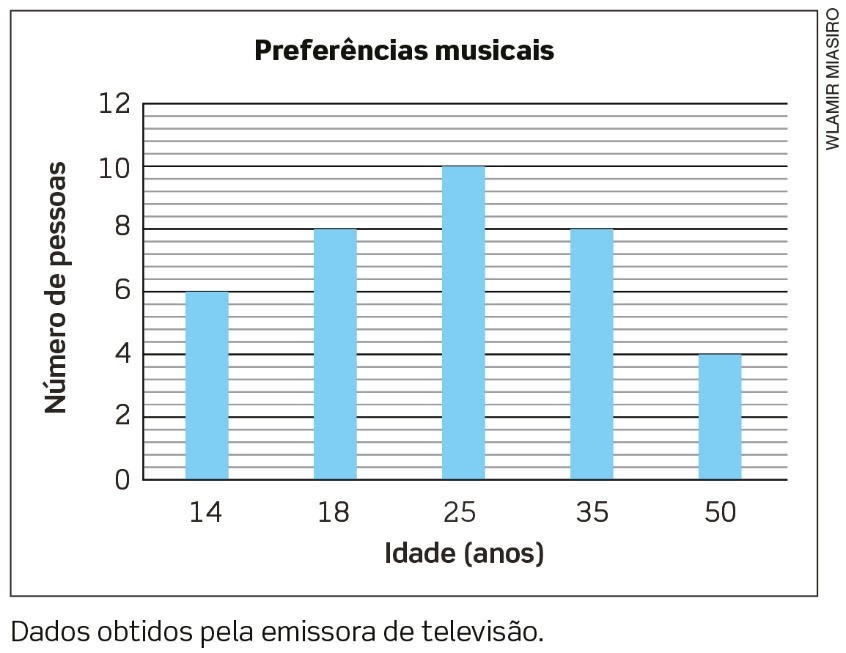 Preferências musicais
WLAMIR MIASIRO
Número de pessoas
12
10
8
6
4
2
0
14 18 25 35 50
Idade (anos)
Dados obtidos pela emissora de televisão.